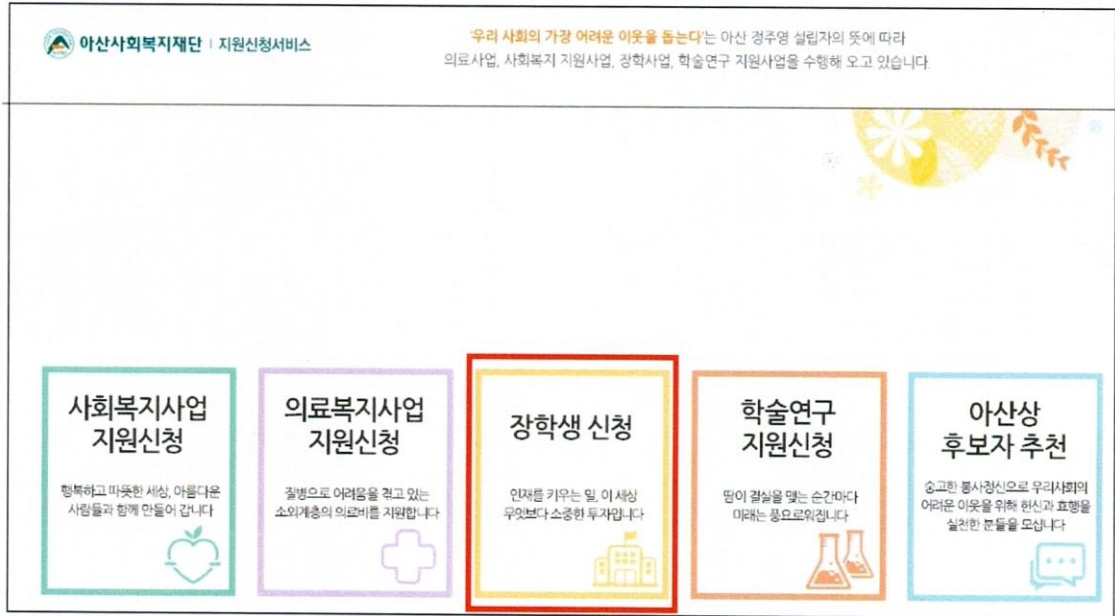 아산사회복지재단 | 지원신청서비스
'우리 사회의 가장 어려운 이웃을 돕는다'는 아산 정주영 설립자의 뜻에 따라
의료사업, 사회복지 지원사업, 장학사업, 학술연구 지원사업을 수행해 오고 있습니다.
사회복지사업
지원신청
행복하고 따뜻한 세상, 아름다운
사람들과 함께 만들어 갑니다
의료복지사업
지원신청
질병으로 어려움을 겪고 있는
소외계층의 의료비를 지원합니다
장학생 신청
인재를 키우는 일, 이 세상
무엇보다 소중한 투자입니다
학술연구
지원신청
땀이 결실을 맺는 순간마다
미래는 풍요로워집니다
아산상
후보자 추천
숭고한 봉사정신으로 우리사회의
어려운 이웃을 위해 헌신과 효행을
실천한 분들을 모십니다